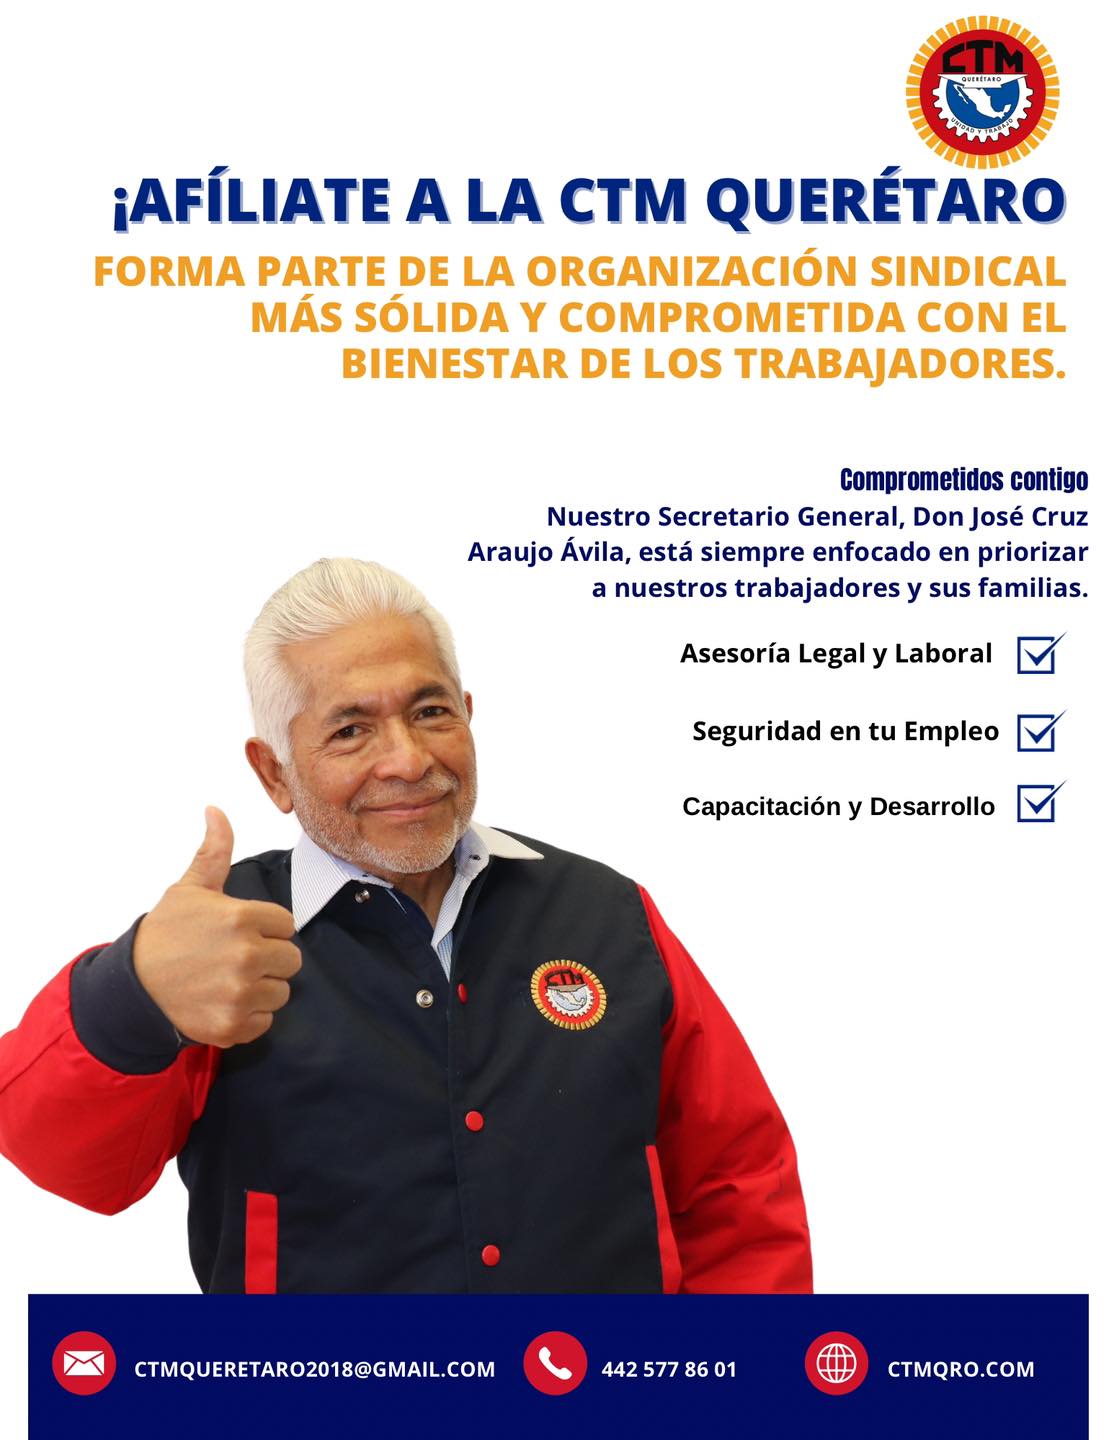 CTM
QUERÉTARO
UNIDAD Y TRABAJO
¡AFÍLIATE A LA CTM QUERÉTARO
FORMA PARTE DE LA ORGANIZACIÓN SINDICAL
MÁS SÓLIDA Y COMPROMETIDA CON EL
BIENESTAR DE LOS TRABAJADORES.
Comprometidos contigo
Nuestro Secretario General, Don José Cruz
Araujo Ávila, está siempre enfocado en priorizar
a nuestros trabajadores y sus familias.
Asesoría Legal y Laboral
Seguridad en tu Empleo
Capacitación y Desarrollo
CTM
CTMQUERETARO2018@GMAIL.COM
442 577 86 01
CTMQRO.COM